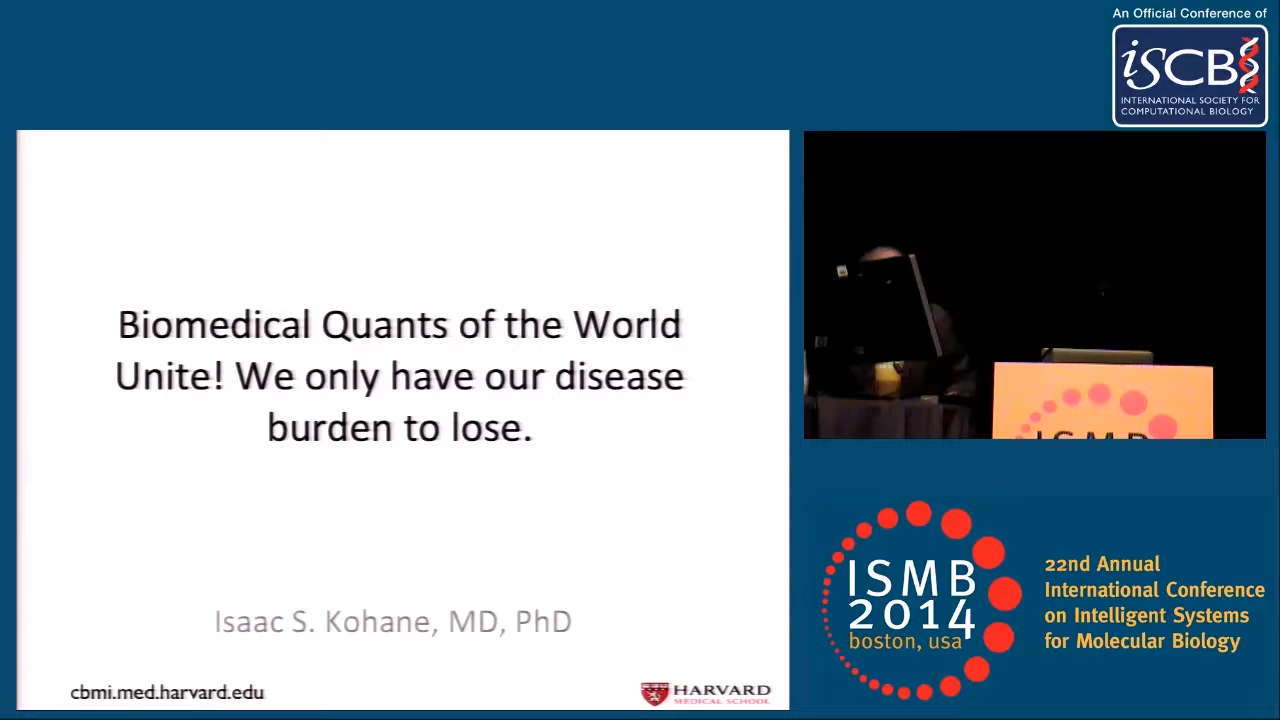 An Official Conference of
iSCB
INTERNATIONAL SOCIETY FOR
COMPUTATIONAL BIOLOGY
Biomedical Quants of the World
Unite! We only have our disease
burden to lose.
Isaac S. Kohane, MD, PhD
cbmi.med.harvard.edu
HARVARD
MEDICAL SCHOOL
ISMB
ISMB
2014
boston, usa
22nd Annual
International Conference
on Intelligent Systems
for Molecular Biology